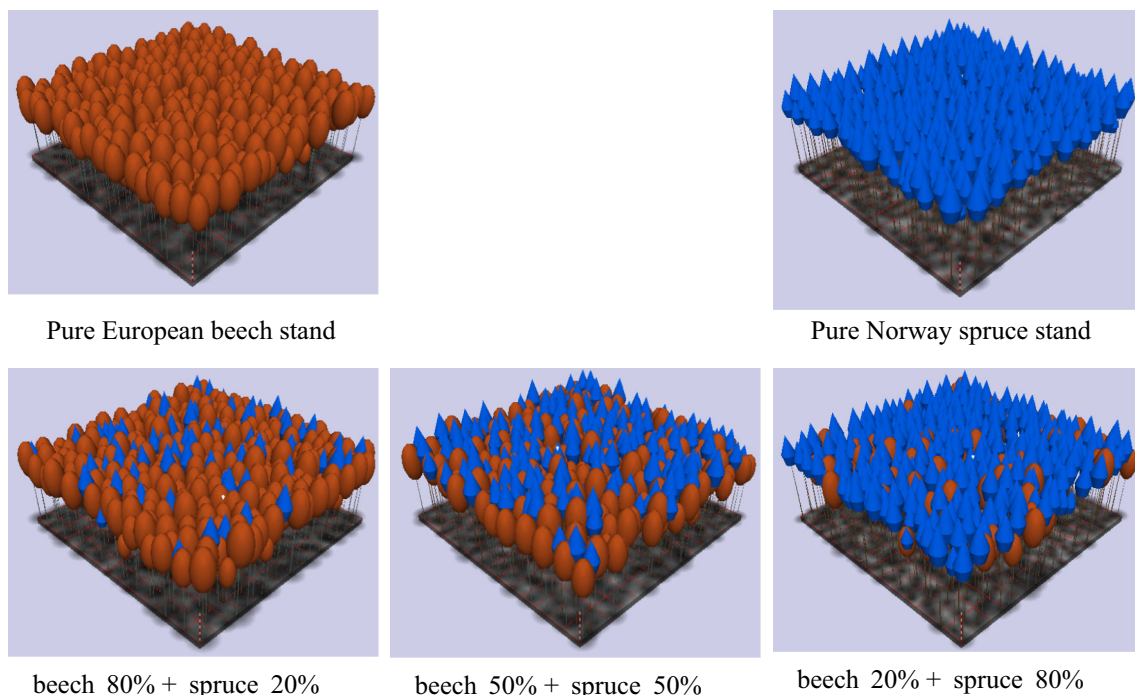 Pure European beech stand
Pure Norway spruce stand
beech 80% + spruce 20%
beech 50% + spruce 50%
beech 20% + spruce 80%